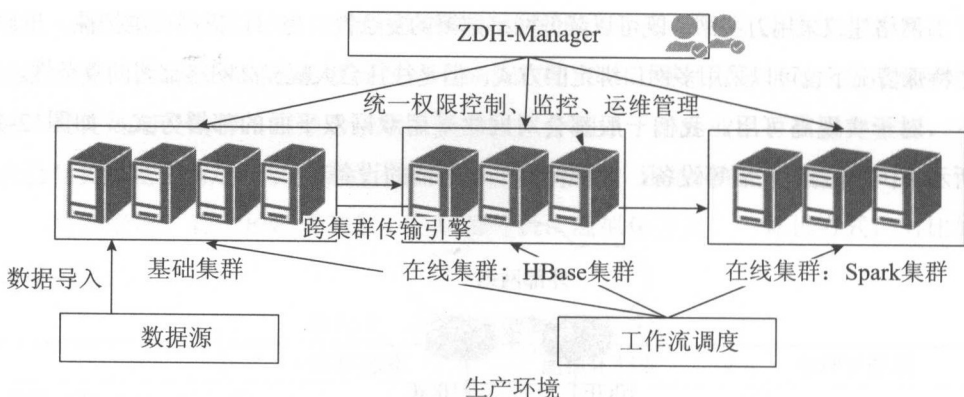 ZDH-Manager
统一权限控制、监控、运维管理
跨集群传输引擎
数据导入
基础集群
在线集群：HBase集群
在线集群：Spark集群
数据源
工作流调度
生产环境